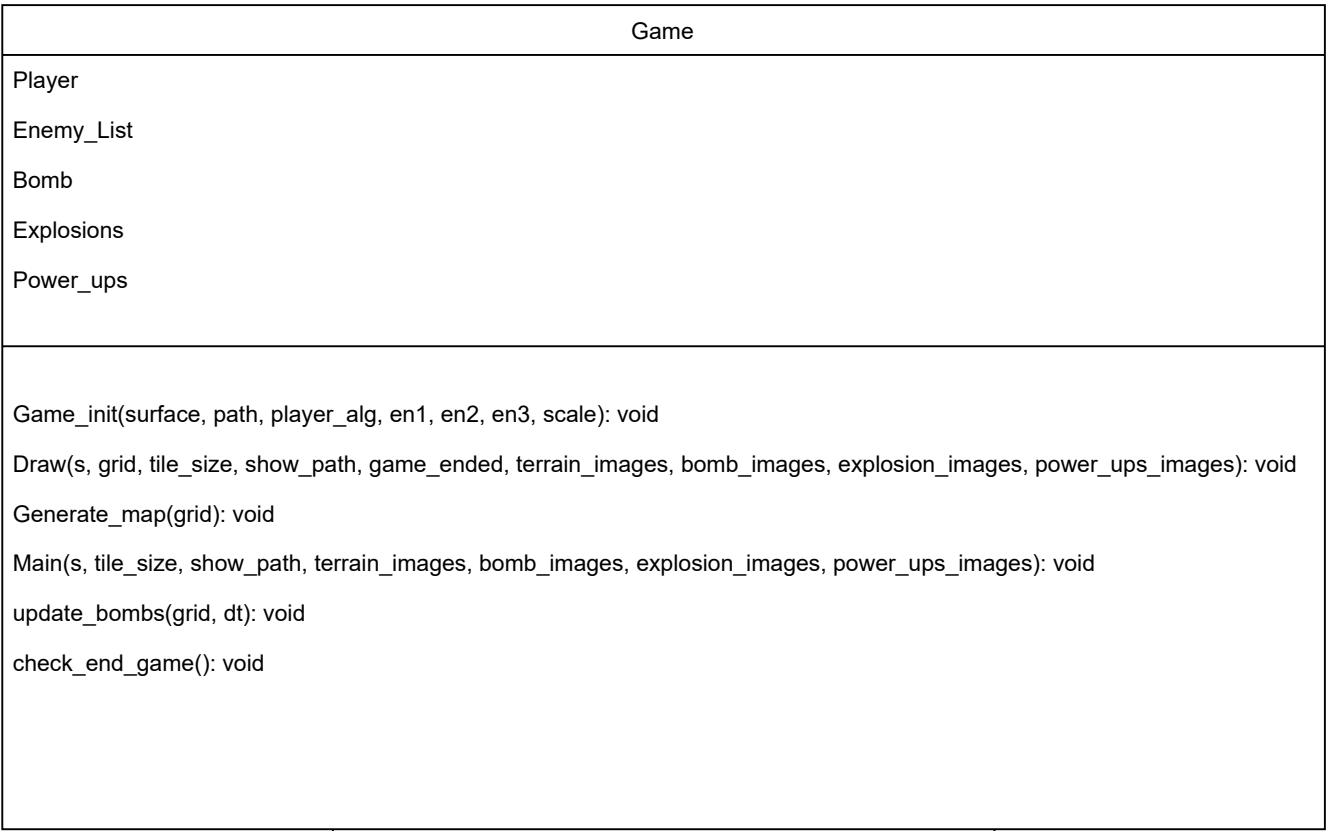 Game
Player
Enemy_List
Bomb
Explosions
Power_ups
Game_init(surface, path, player_alg, en1, en2, en3, scale): void
Draw(s, grid, tile_size, show_path, game_ended, terrain_images, bomb_images, explosion_images, power_ups_images): void
Generate_map(grid): void
Main(s, tile_size, show_path, terrain_images, bomb_images, explosion_images, power_ups_images): void
update_bombs(grid, dt): void
check_end_game(): void